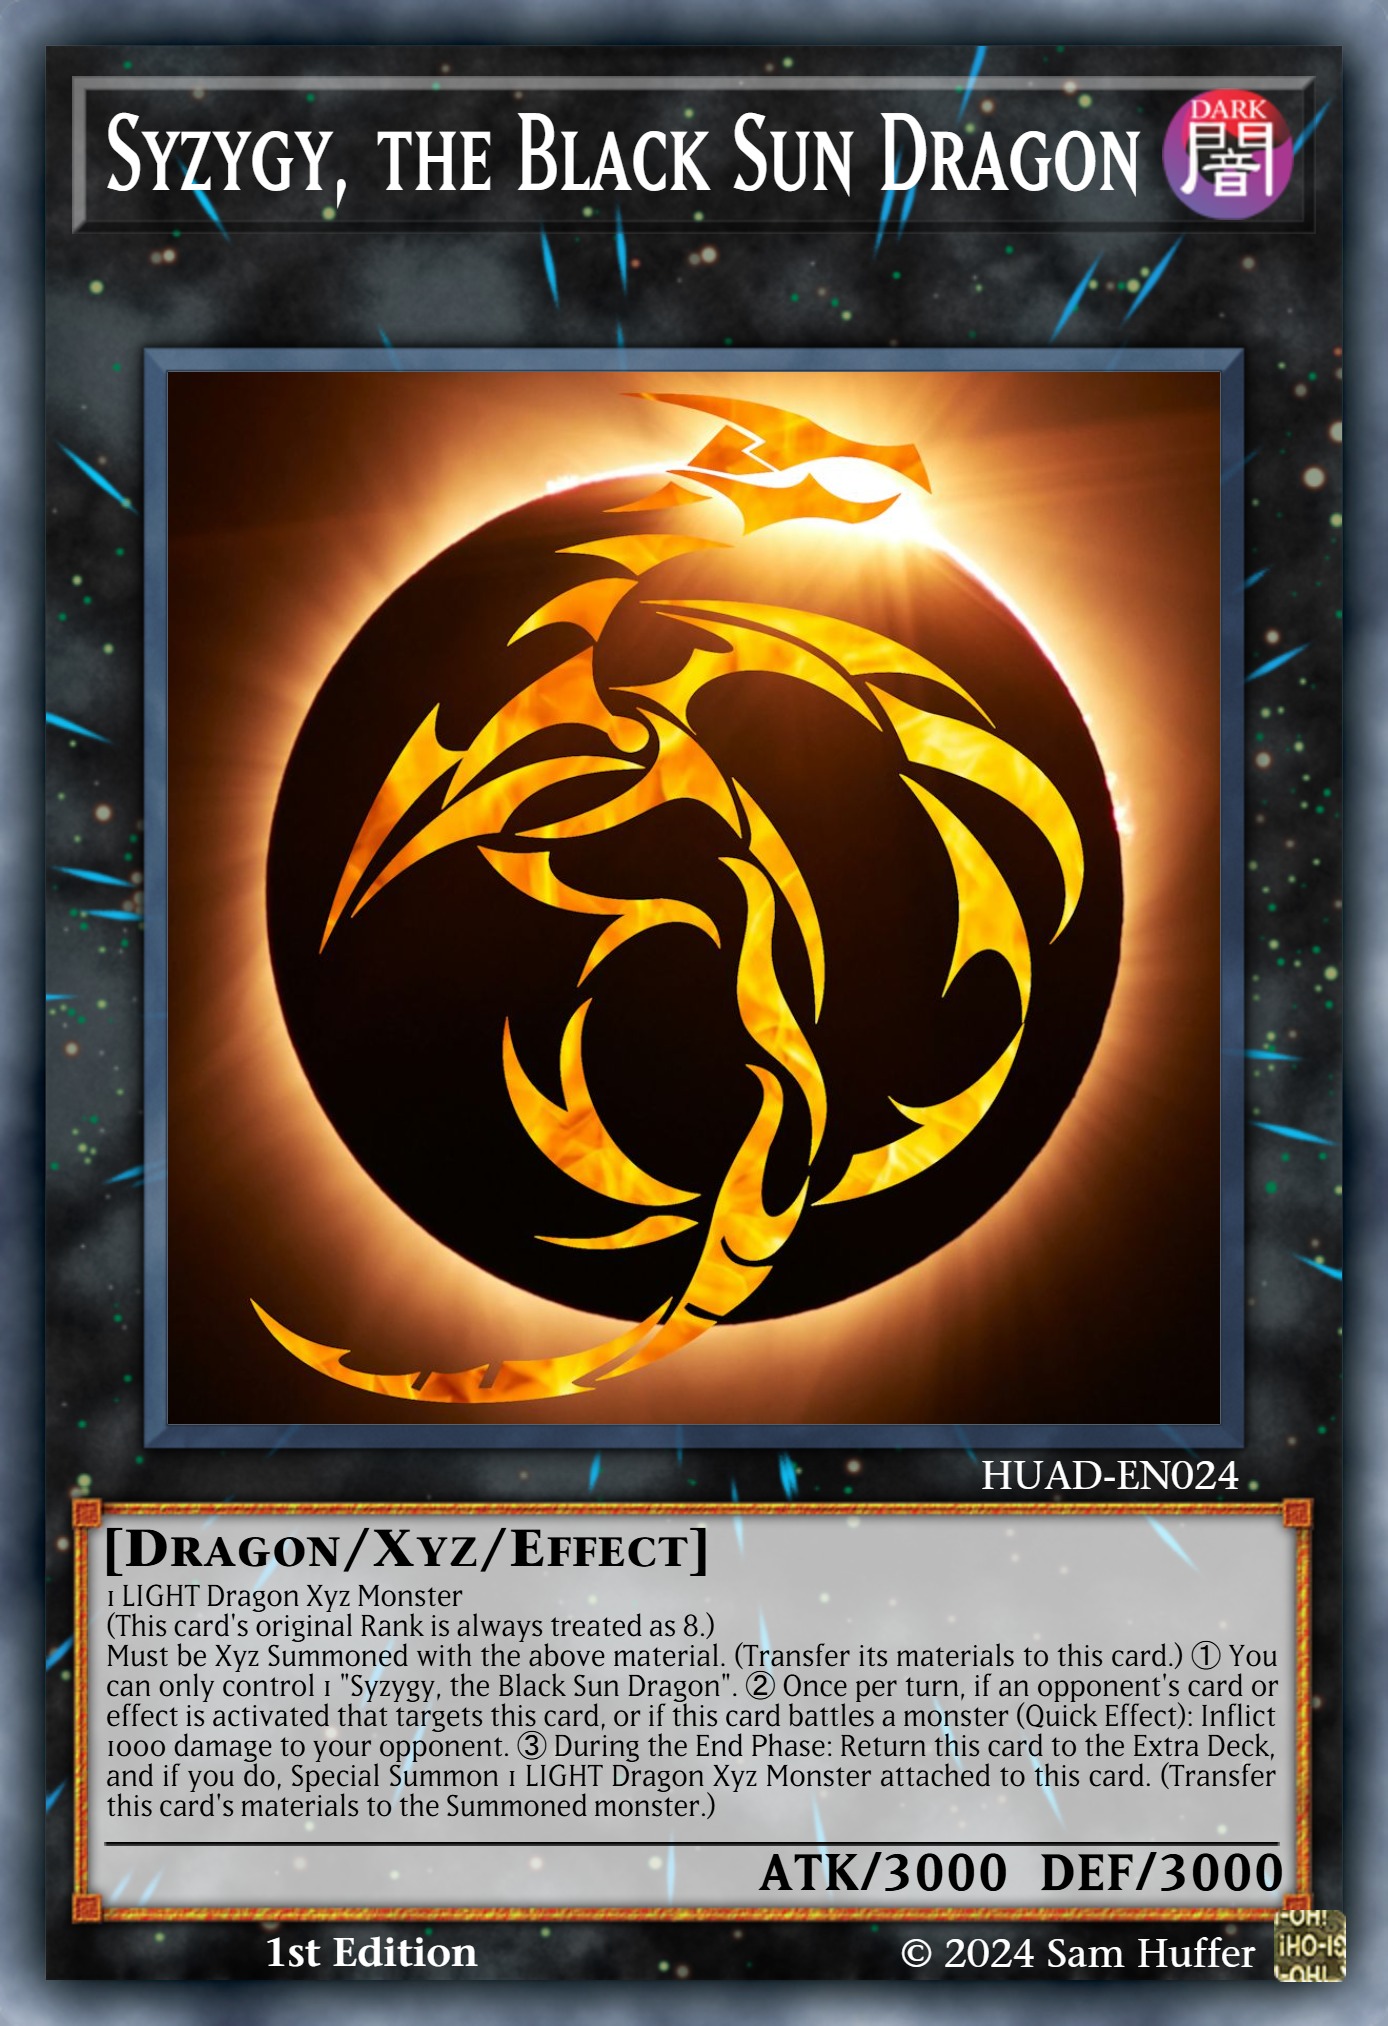 Syzygy, the Black Sun Dragon
DARK
闇
HUAD-EN024
[Dragon/Xyz/Effect]
1 LIGHT Dragon Xyz Monster
(This card's original Rank is always treated as 8.)
Must be Xyz Summoned with the above material. (Transfer its materials to this card.) ① You
can only control 1 "Syzygy, the Black Sun Dragon". ② Once per turn, if an opponent's card or
effect is activated that targets this card, or if this card battles a monster (Quick Effect): Inflict
1000 damage to your opponent. ③ During the End Phase: Return this card to the Extra Deck,
and if you do, Special Summon 1 LIGHT Dragon Xyz Monster attached to this card. (Transfer
this card's materials to the Summoned monster.)
ATK/3000 DEF/3000
1st Edition
© 2024 Sam Huffer